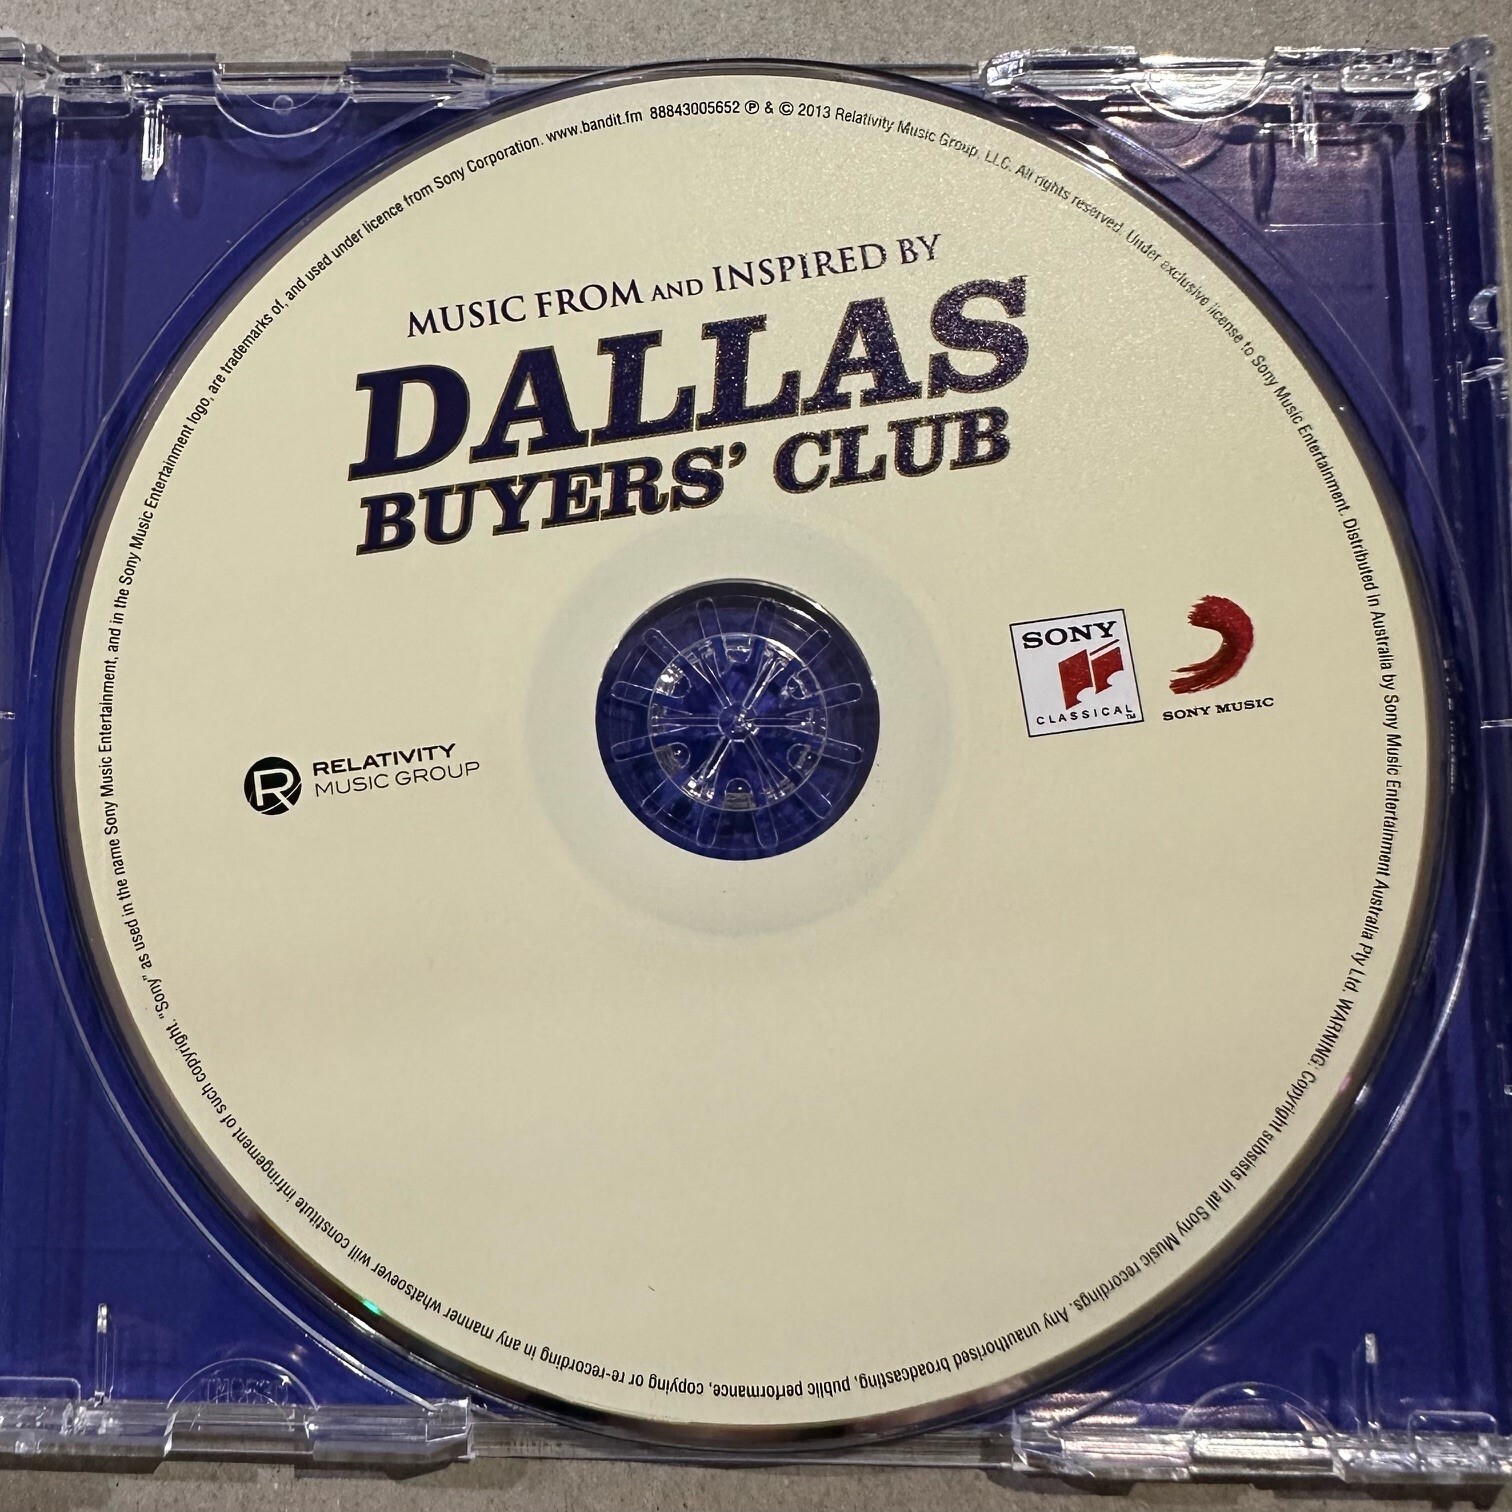 MUSIC FROM AND INSPIRED BY
DALLAS
BUYERS' CLUB
RELATIVITY
MUSIC GROUP
SONY
CLASSICAL™
SONY MUSIC
www.bandit.fm 88843005652 ℗ & © 2013 Relativity Music Group, LLC. All rights reserved. Under exclusive license to Sony Music Entertainment. Distributed in Australia by Sony Music Entertainment Australia Pty Ltd. WARNING: Copyright subsists in all Sony Music recordings. Any unauthorised broadcasting, public performance, copying or re-recording in any manner whatsoever will constitute infringement of such copyright. "Sony" as used in the name Sony Music Entertainment, and in the Sony Music Entertainment logo, are trademarks of, and used under licence from Sony Corporation.